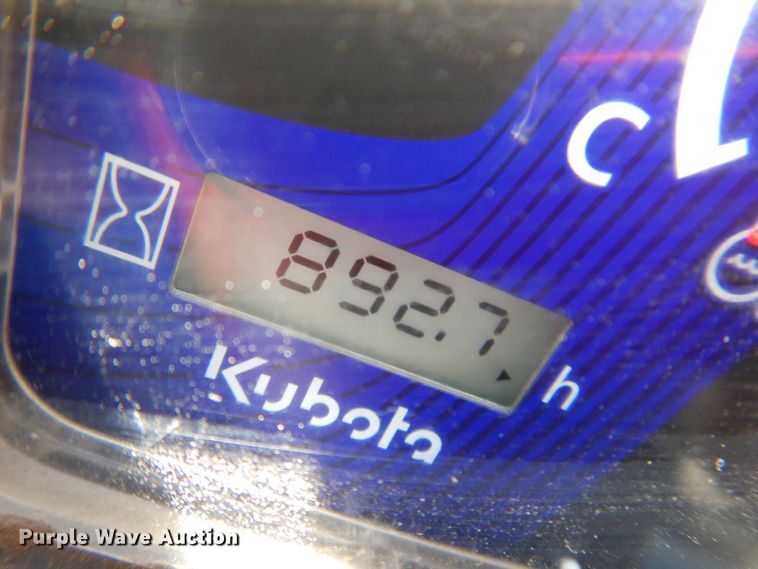 C
892.7
h
Kubota
Purple Wave Auction